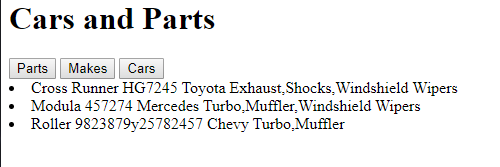 Cars and Parts
Parts Makes Cars
Cross Runner HG7245 Toyota Exhaust,Shocks,Windshield Wipers
Modula 457274 Mercedes Turbo,Muffler,Windshield Wipers
Roller 9823879y25782457 Chevy Turbo,Muffler